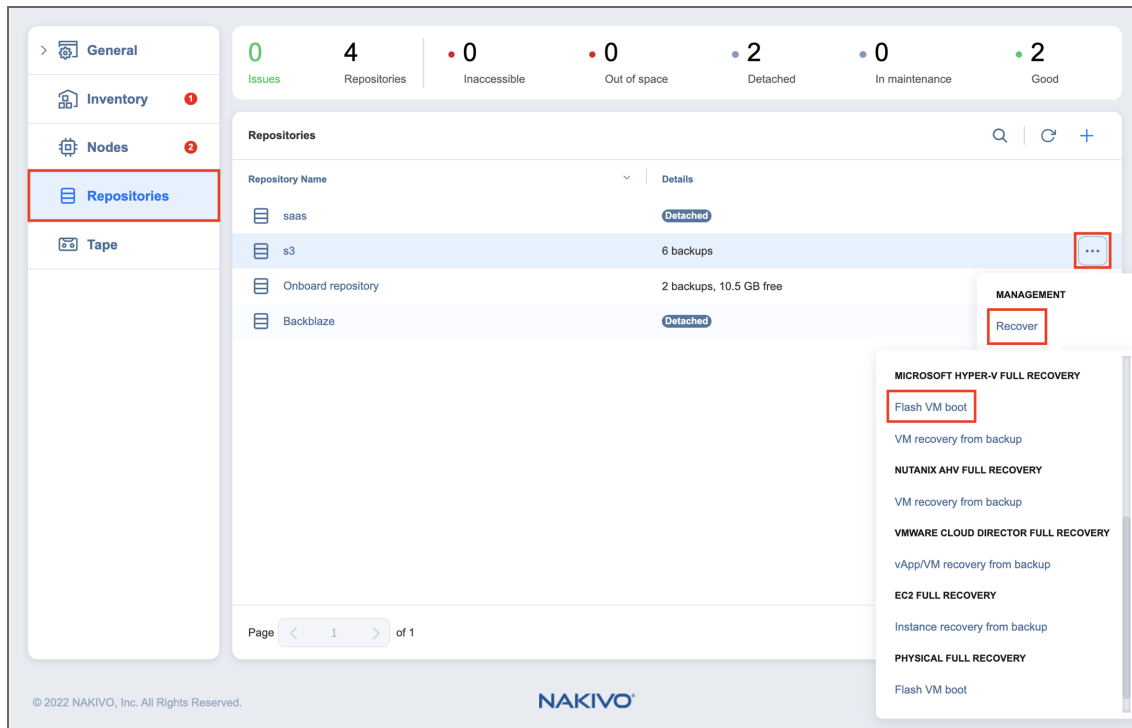 General
Inventory 1
Nodes 2
Repositories
Tape
0 4 0 0 2 0 2
Issues Repositories Inaccessible Out of space Detached In maintenance Good
Repositories
Repository Name Details
saas Detached
s3 6 backups ...
Onboard repository 2 backups, 10.5 GB free
Backblaze Detached
MANAGEMENT
Recover
MICROSOFT HYPER-V FULL RECOVERY
Flash VM boot
VM recovery from backup
NUTANIX AHV FULL RECOVERY
VM recovery from backup
VMWARE CLOUD DIRECTOR FULL RECOVERY
vApp/VM recovery from backup
EC2 FULL RECOVERY
Instance recovery from backup
PHYSICAL FULL RECOVERY
Flash VM boot
Page 1 of 1
© 2022 NAKIVO, Inc. All Rights Reserved.
NAKIVO®